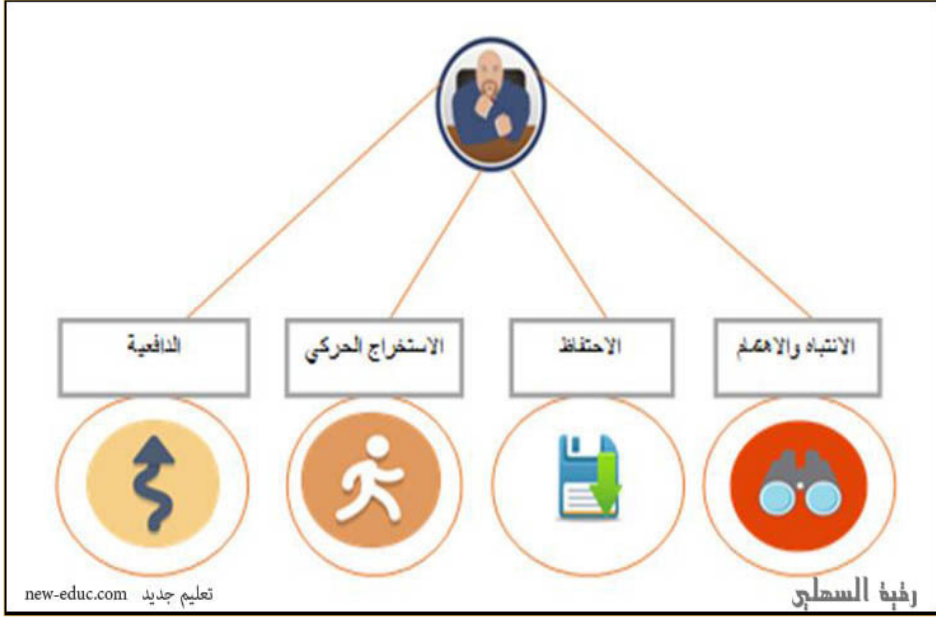 الانتباه والاهتمام
الاحتفاظ
الاستخراج الحركي
الدافعية
رقية السهلي
تعليم جديد new-educ.com